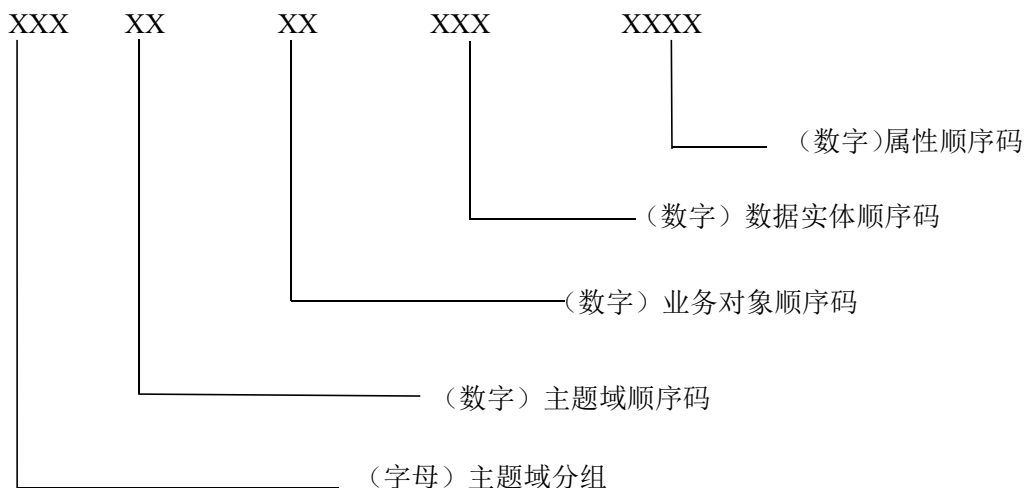 XXX XX XX XXX XXXX
（数字）属性顺序码
（数字）数据实体顺序码
（数字）业务对象顺序码
（数字）主题域顺序码
（字母）主题域分组